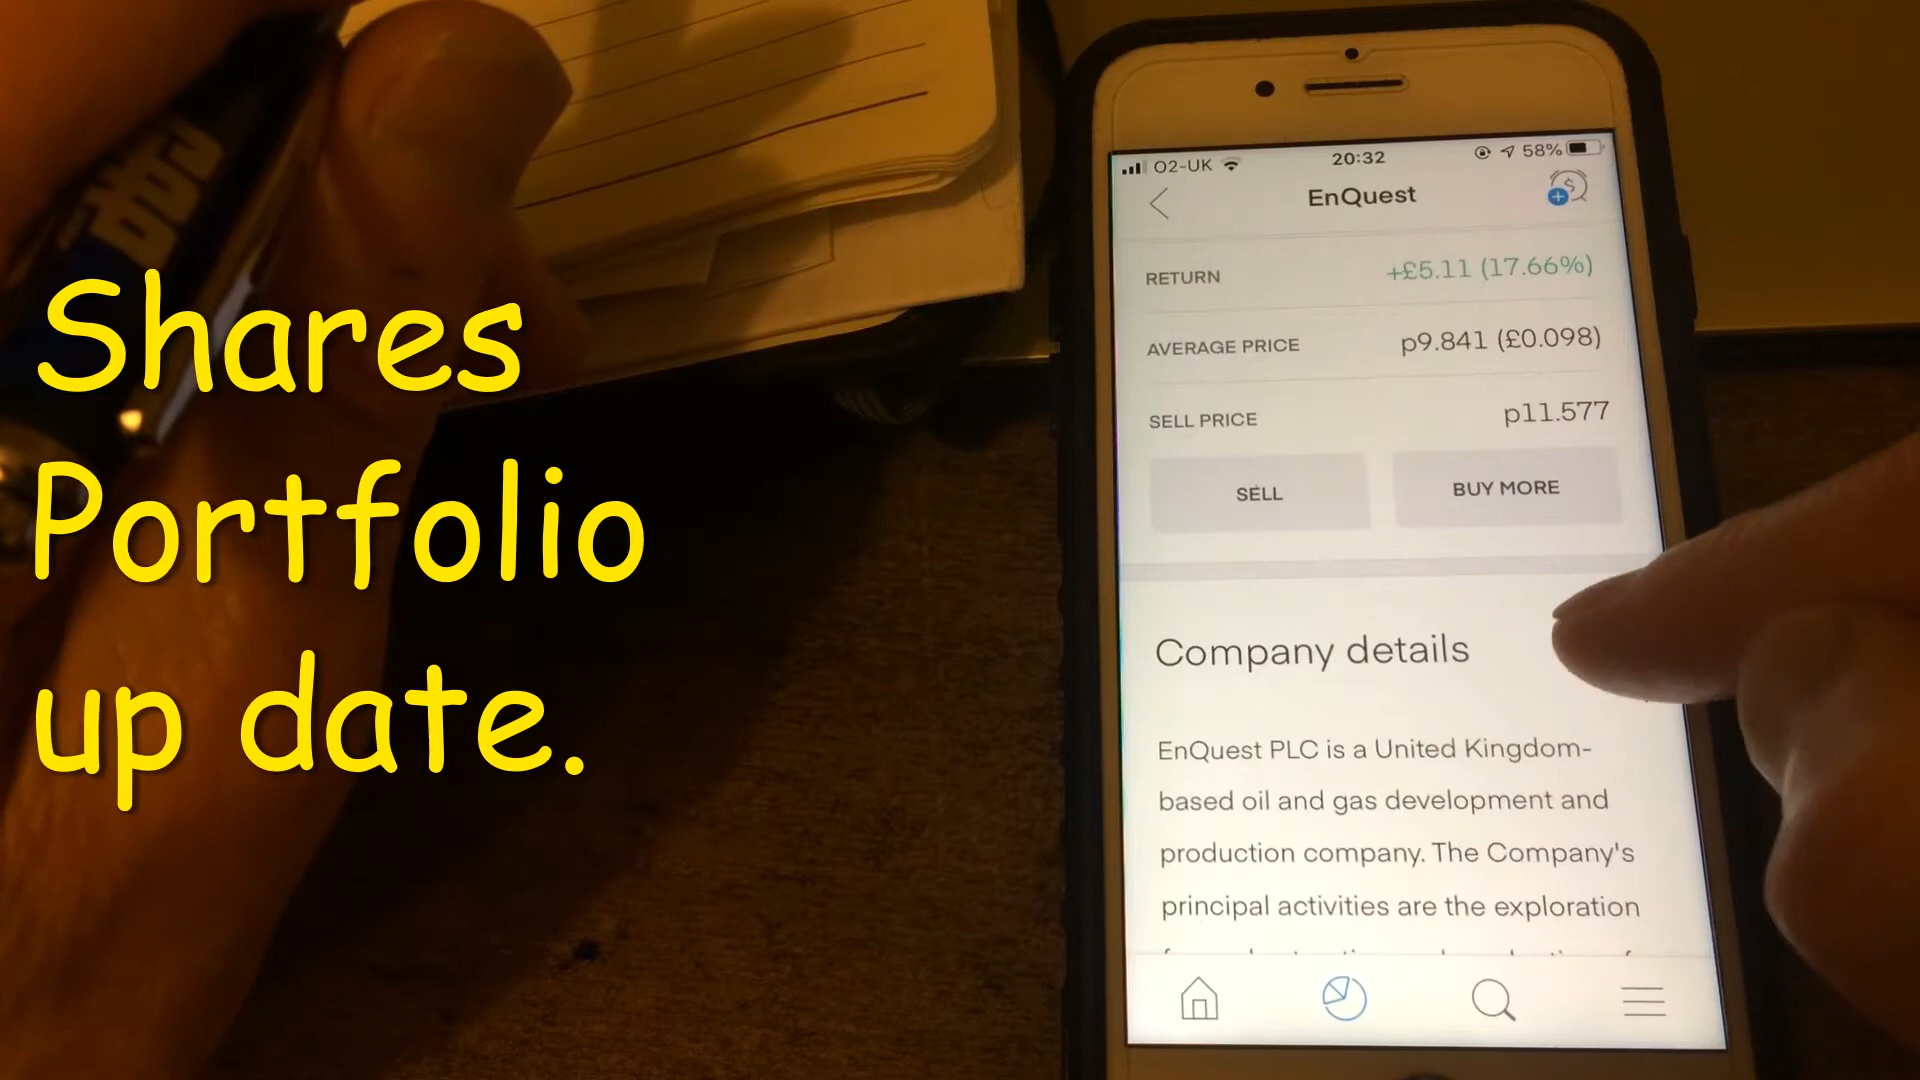 Shares
Portfolio
up date.
O2-UK 20:32 58%
EnQuest
RETURN +£5.11 (17.66%)
AVERAGE PRICE p9.841 (£0.098)
SELL PRICE p11.577
SELL BUY MORE
Company details
EnQuest PLC is a United Kingdom-
based oil and gas development and
production company. The Company's
principal activities are the exploration